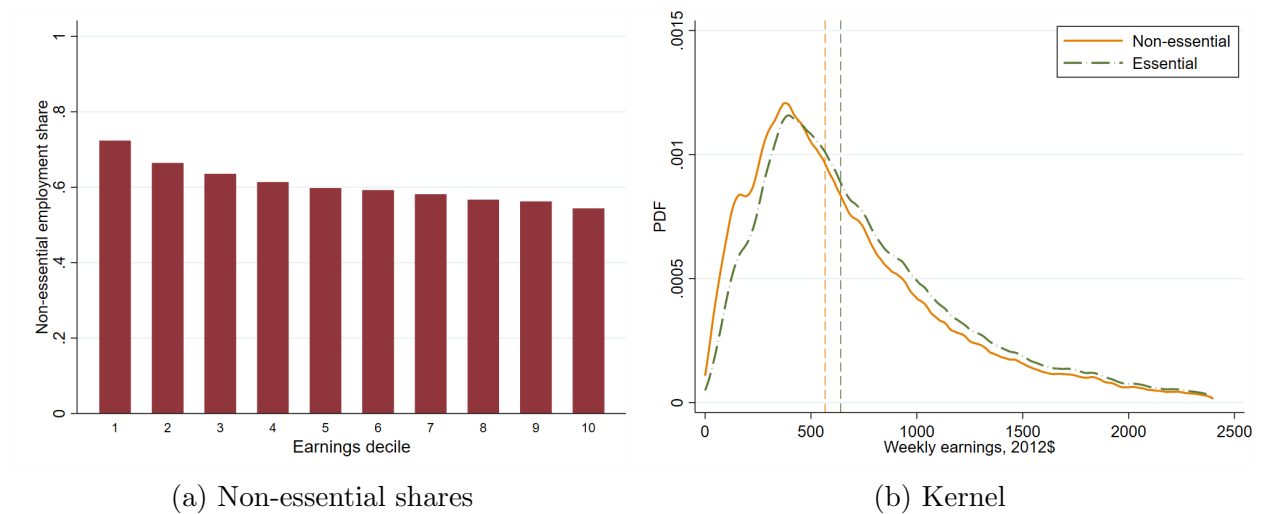 Non-essential employment share
1
.8
.6
.4
.2
0
1 2 3 4 5 6 7 8 9 10
Earnings decile
(a) Non-essential shares
Non-essential
Essential
PDF
.0015
.001
.0005
0
0 500 1000 1500 2000 2500
Weekly earnings, 2012$
(b) Kernel